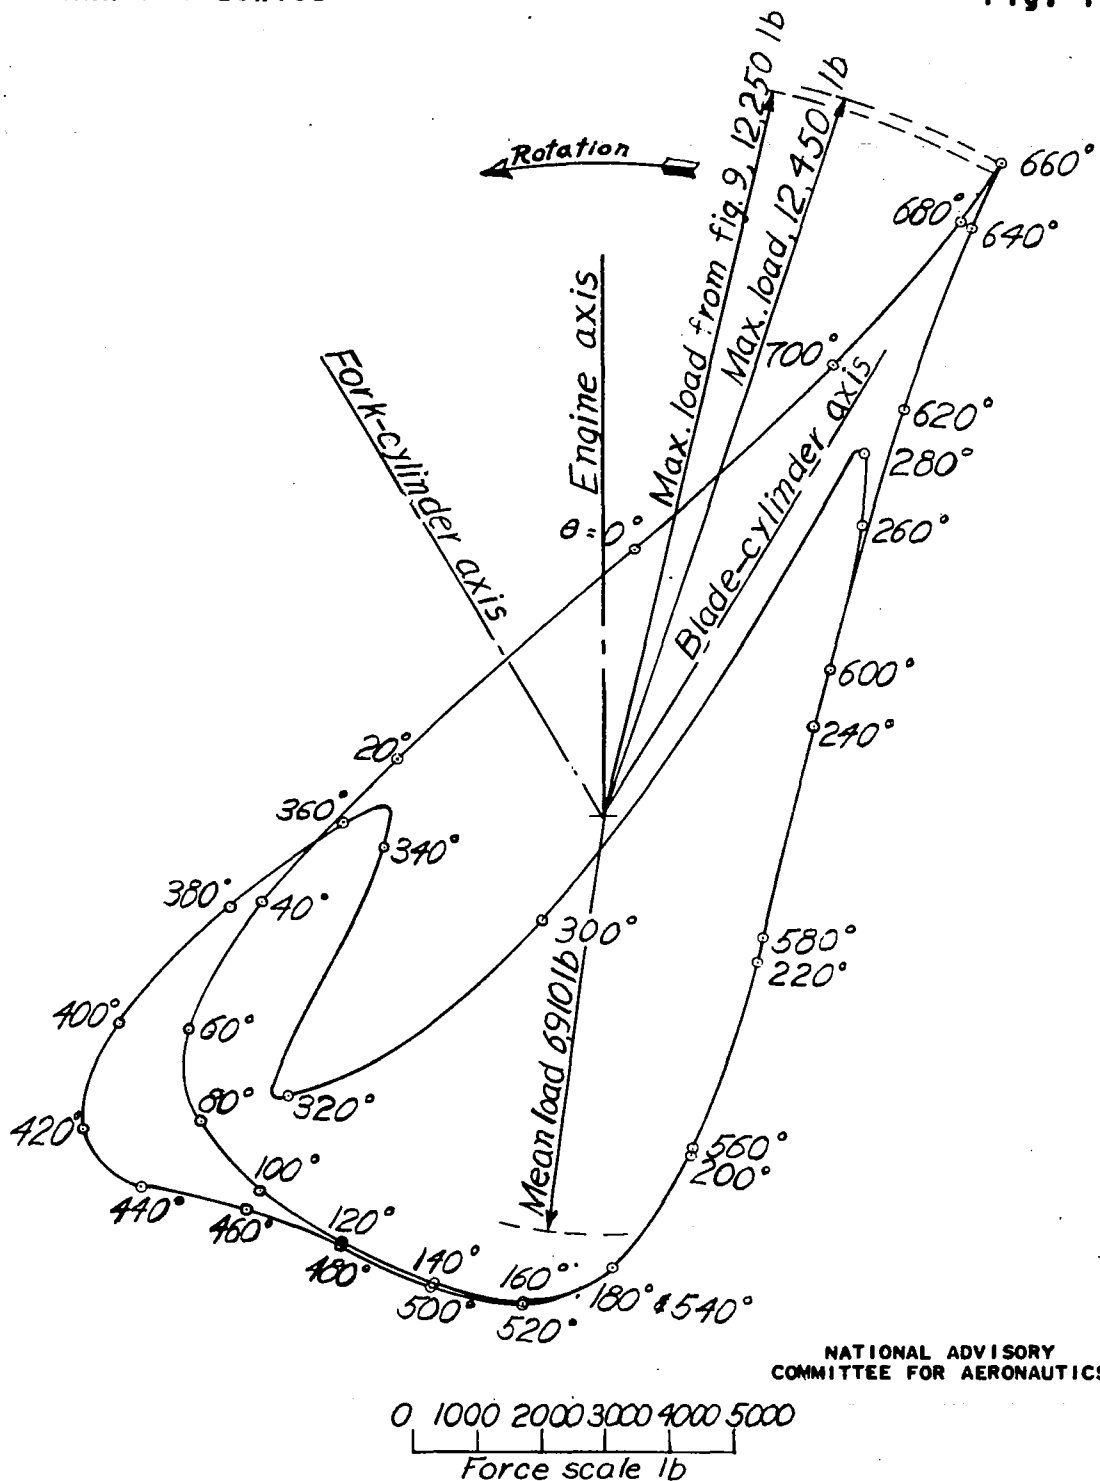 Fig. 1
Rotation
Max. load from fig. 9, 12,250 lb
Max. load, 12,450 lb
660°
680°
640°
Engine axis
Fork-cylinder axis
700°
Blade-cylinder axis
620°
280°
θ=0°
260°
600°
240°
20°
360°
340°
380°
40°
300°
580°
220°
400°
60°
Mean load 6,910 lb
320°
80°
420°
560°
200°
100°
440°
460°
120°
480°
140°
160°
500°
180° & 540°
520°
NATIONAL ADVISORY
COMMITTEE FOR AERONAUTICS
0 1000 2000 3000 4000 5000
Force scale lb